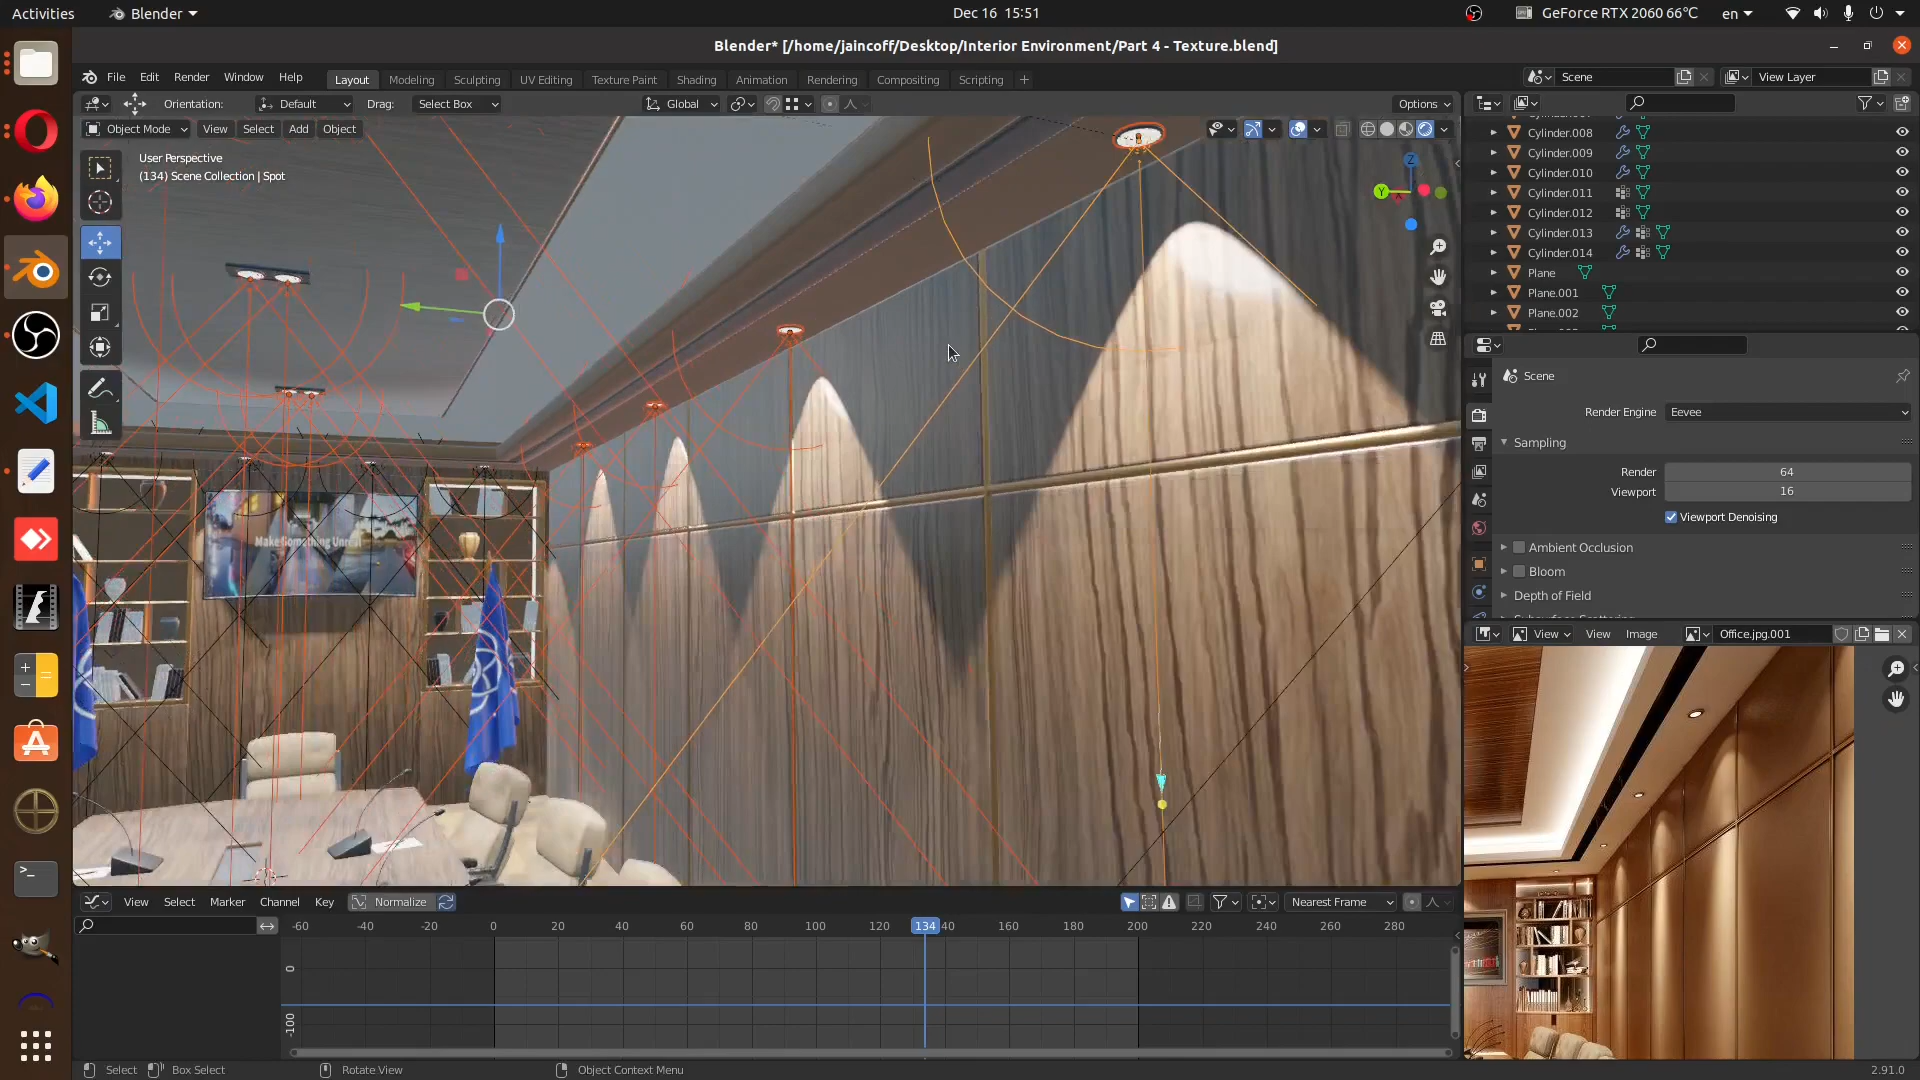 Activities
Blender
Dec 16 15:51
GeForce RTX 2060 66℃
en
Blender* [/home/jaincoff/Desktop/Interior Environment/Part 4 - Texture.blend]
File Edit Render Window Help
Layout Modeling Sculpting UV Editing Texture Paint Shading Animation Rendering Compositing Scripting +
Scene
View Layer
Orientation: Default Drag: Select Box
Global
Options
Object Mode View Select Add Object
User Perspective
(134) Scene Collection | Spot
Z
Y
Cylinder.008
Cylinder.009
Cylinder.010
Cylinder.011
Cylinder.012
Cylinder.013
Cylinder.014
Plane
Plane.001
Plane.002
Scene
Render Engine Eevee
Sampling
Render 64
Viewport 16
Viewport Denoising
Ambient Occlusion
Bloom
Depth of Field
View View Image Office.jpg.001
Make Something Unreal
View Select Marker Channel Key Normalize
Nearest Frame
-60 -40 -20 0 20 40 60 80 100 120 134 40 160 180 200 220 240 260 280
0
-100
Select Box Select Rotate View Object Context Menu
2.91.0